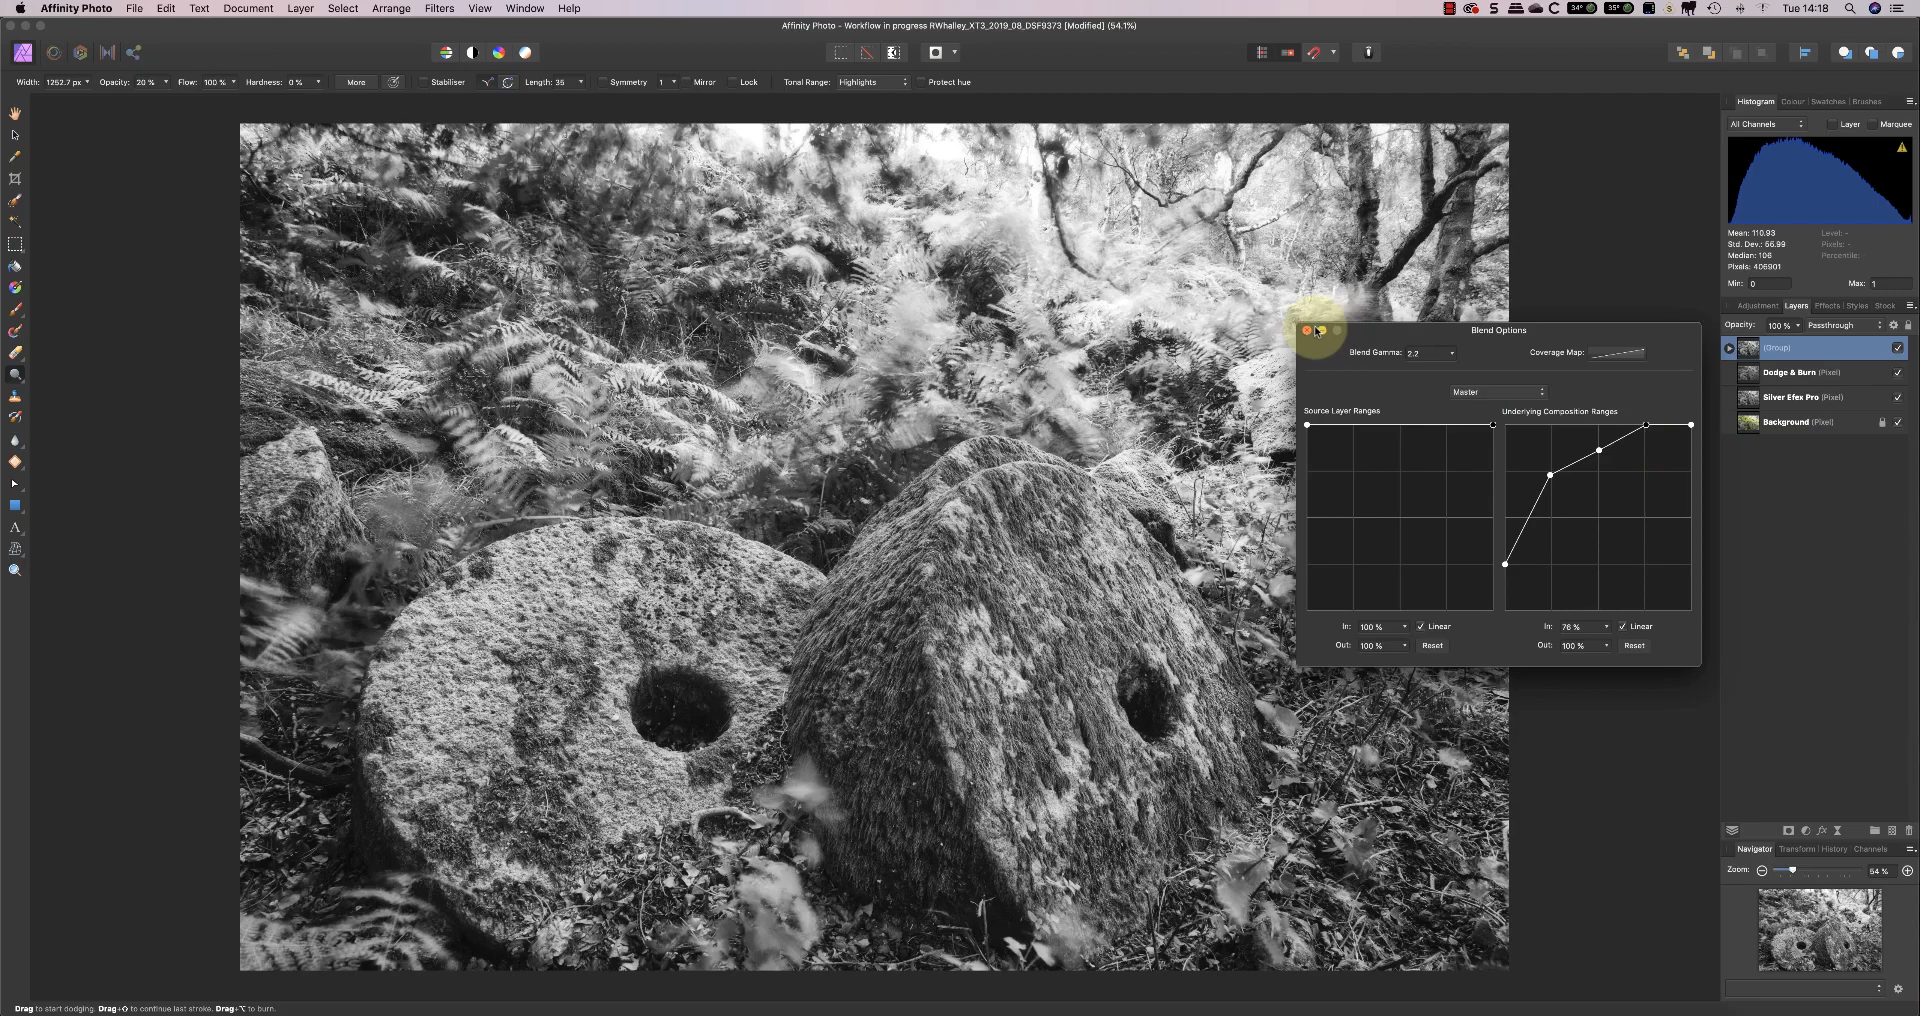 Affinity Photo File Edit Text Document Layer Select Arrange Filters View Window Help 34° 35° Tue 14:18
Affinity Photo - Workflow in progress RWhalley_XT3_2019_08_DSF9373 [Modified] (54.1%)
Width: 1252.7 px Opacity: 20 % Flow: 100 % Hardness: 0 % More Stabiliser Length: 35 Symmetry 1 Mirror Lock Tonal Range: Highlights Protect hue
Histogram Colour Swatches Brushes
All Channels Layer Marquee
Mean: 110.93 Level: -
Std. Dev.: 56.99 Pixels: -
Median: 106 Percentile: -
Pixels: 406901
Min: 0 Max: 1
Adjustment Layers Effects Styles Stock
Opacity: 100 % Passthrough
(Group)
Dodge & Burn (Pixel)
Silver Efex Pro (Pixel)
Background (Pixel)
Blend Options
Blend Gamma: 2.2 Coverage Map:
Master
Source Layer Ranges Underlying Composition Ranges
In: 100 % Linear In: 76 % Linear
Out: 100 % Reset Out: 100 % Reset
Navigator Transform History Channels
Zoom: 54 %
Drag to start dodging. Drag+⇧ to continue last stroke. Drag+⌥ to burn.